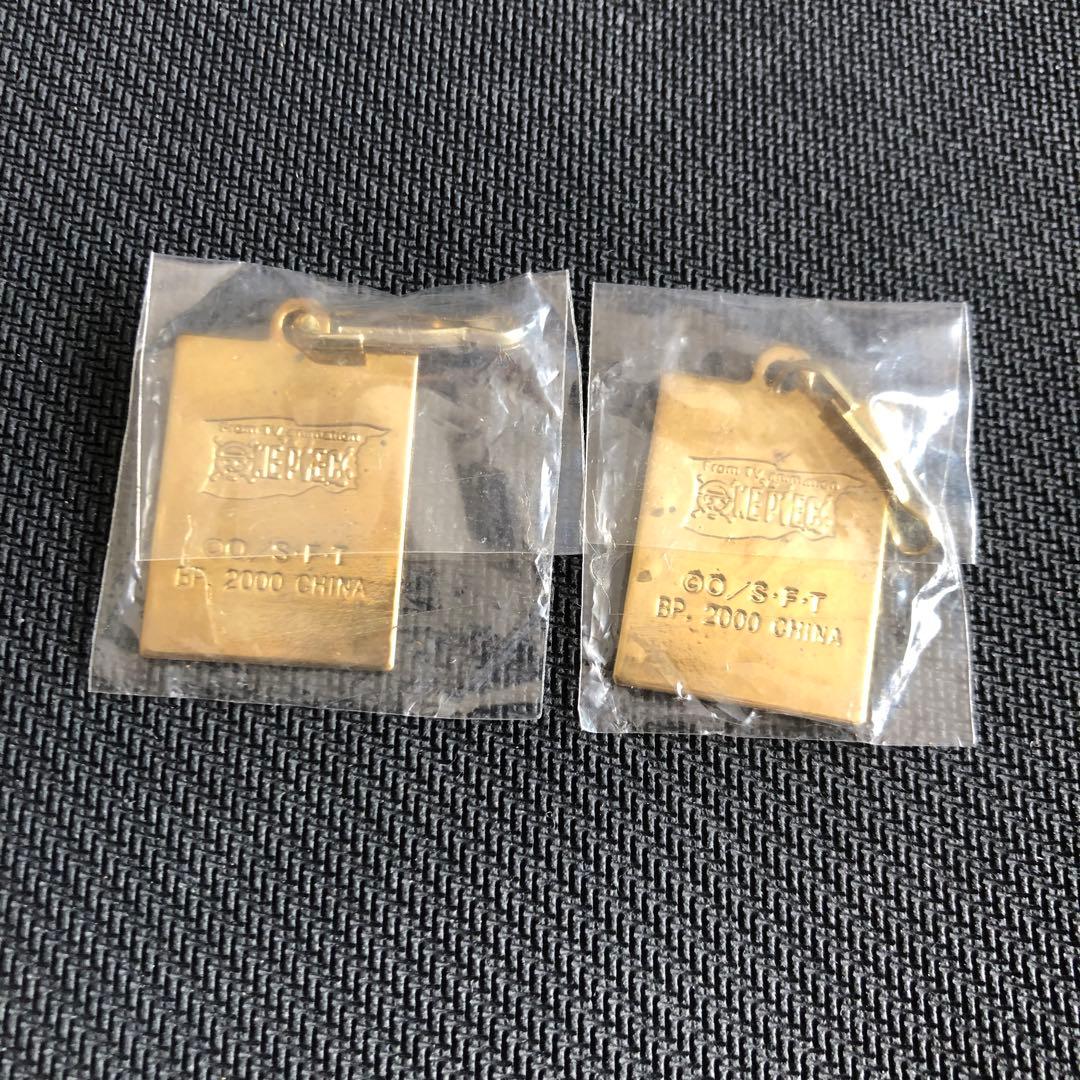 From TV animation
ONE PIECE
©O/S·F·T
BP. 2000 CHINA
From TV animation
ONE PIECE
©O/S·F·T
BP. 2000 CHINA